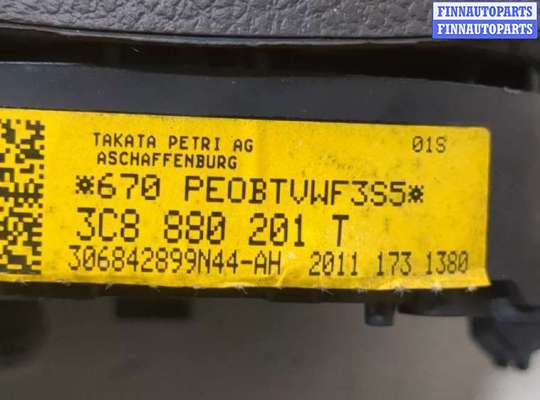 FINNAUTOPARTS
FINNAUTOPARTS
TAKATA PETRI AG 01S
ASCHAFFENBURG
*670 PEOBTVWF3S5*
3C8 880 201 T
306842899N44-AH 2011 173 1380